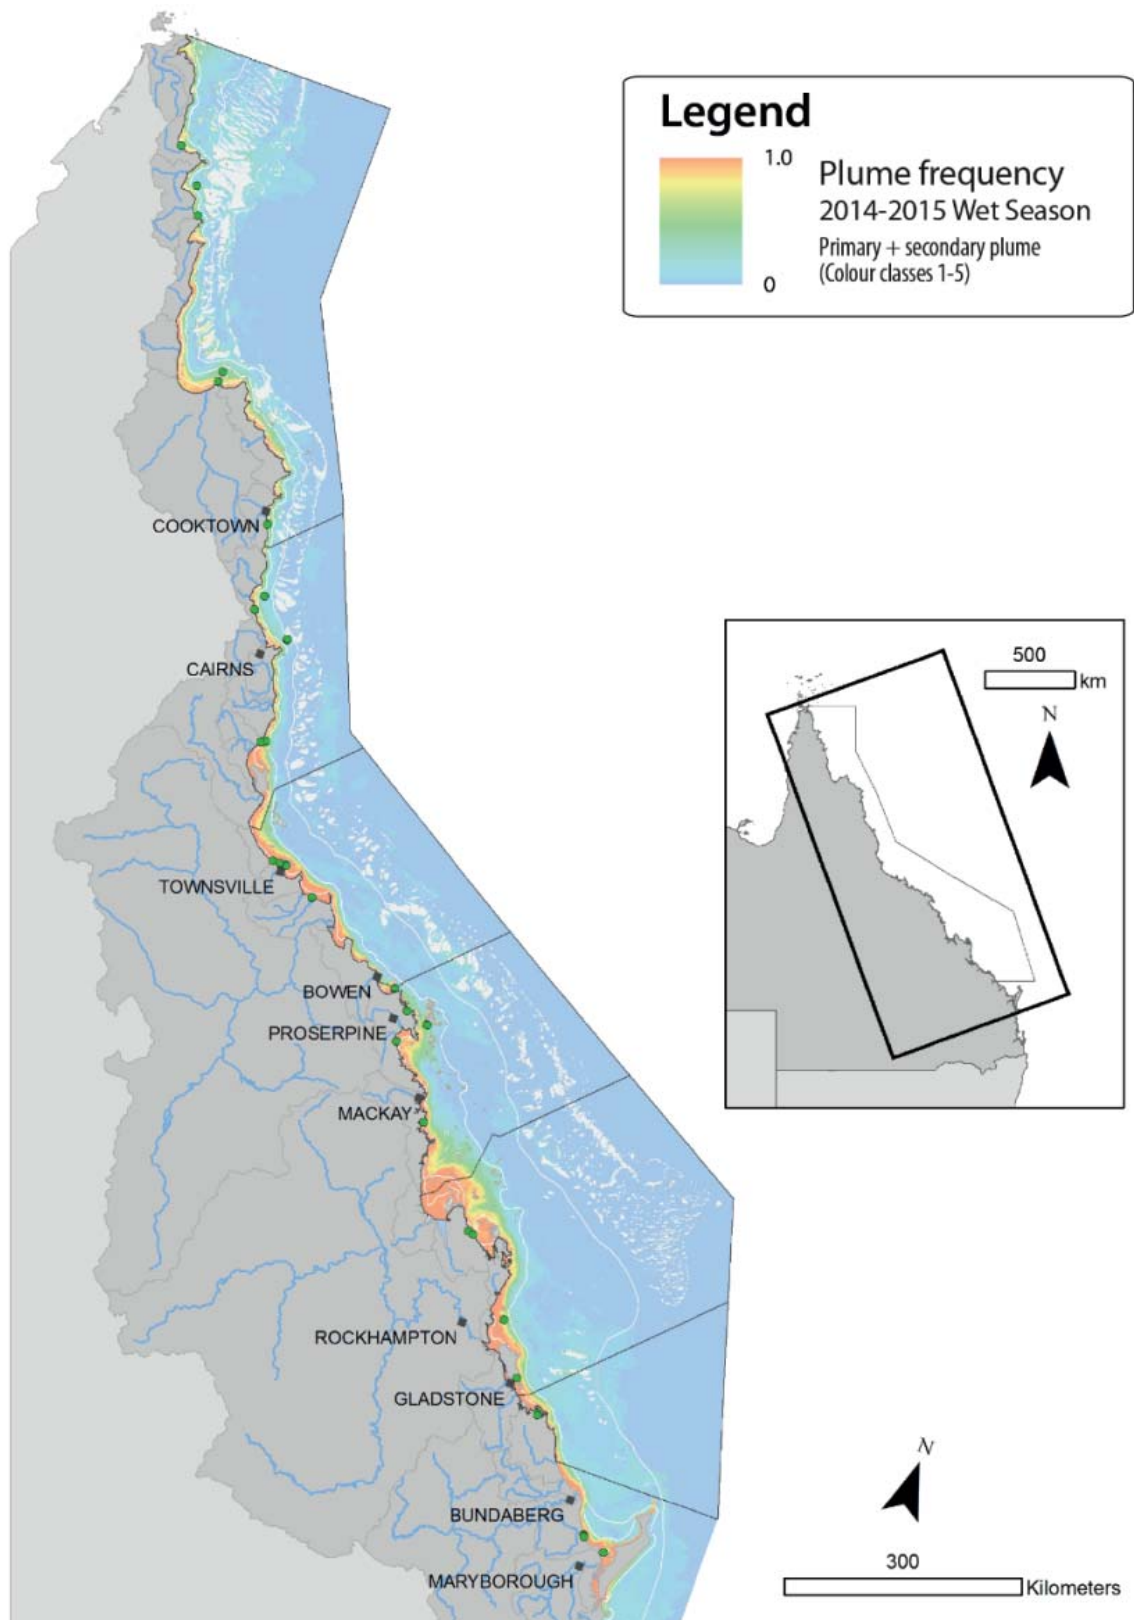 Legend
1.0
Plume frequency
2014-2015 Wet Season
Primary + secondary plume
(Colour classes 1-5)
0
COOKTOWN
CAIRNS
500
km
N
TOWNSVILLE
BOWEN
PROSERPINE
MACKAY
ROCKHAMPTON
GLADSTONE
N
BUNDABERG
MARYBOROUGH
300
Kilometers